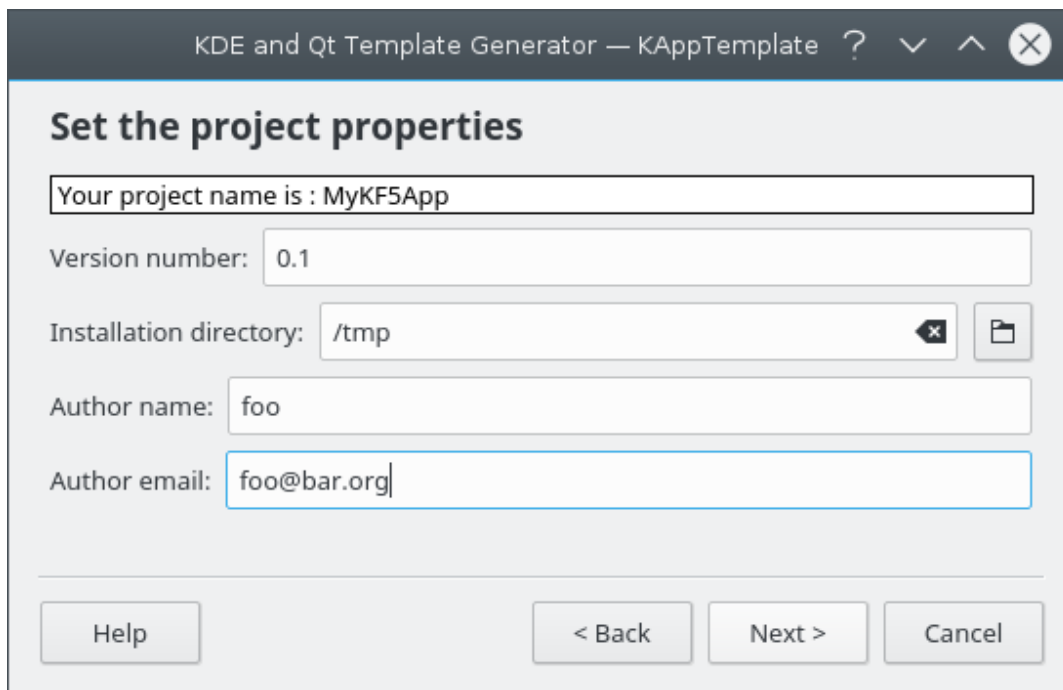 KDE and Qt Template Generator — KAppTemplate
Set the project properties
Your project name is : MyKF5App
Version number: 0.1
Installation directory: /tmp
Author name: foo
Author email: foo@bar.org
Help < Back Next > Cancel